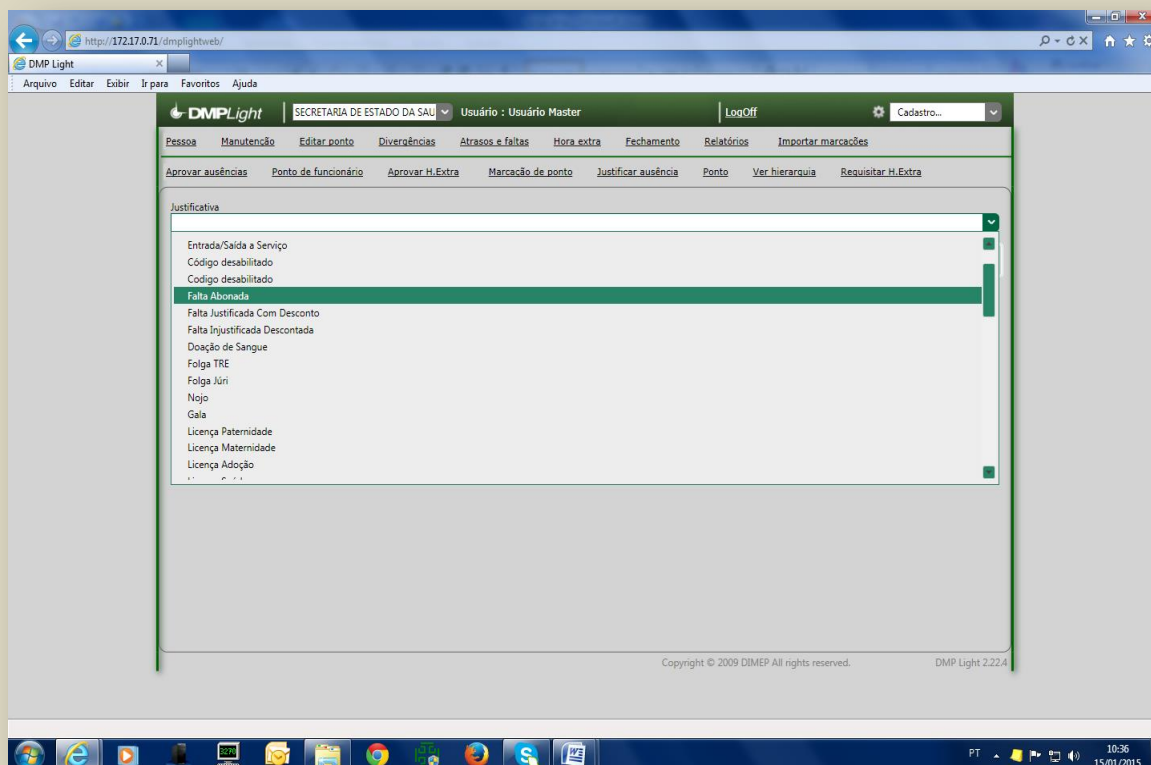 http://172.17.0.71/dmplightweb/
DMP Light
Arquivo Editar Exibir Ir para Favoritos Ajuda
DMPLight SECRETARIA DE ESTADO DA SAU Usuário : Usuário Master LogOff Cadastro...
Pessoa Manutenção Editar ponto Divergências Atrasos e faltas Hora extra Fechamento Relatórios Importar marcações
Aprovar ausências Ponto de funcionário Aprovar H.Extra Marcação de ponto Justificar ausência Ponto Ver hierarquia Requisitar H.Extra
Justificativa
Entrada/Saída a Serviço
Código desabilitado
Codigo desabilitado
Falta Abonada
Falta Justificada Com Desconto
Falta Injustificada Descontada
Doação de Sangue
Folga TRE
Folga Júri
Nojo
Gala
Licença Paternidade
Licença Maternidade
Licença Adoção
Copyright © 2009 DIMEP All rights reserved. DMP Light 2.22.4
3270
PT 10:36
15/01/2015